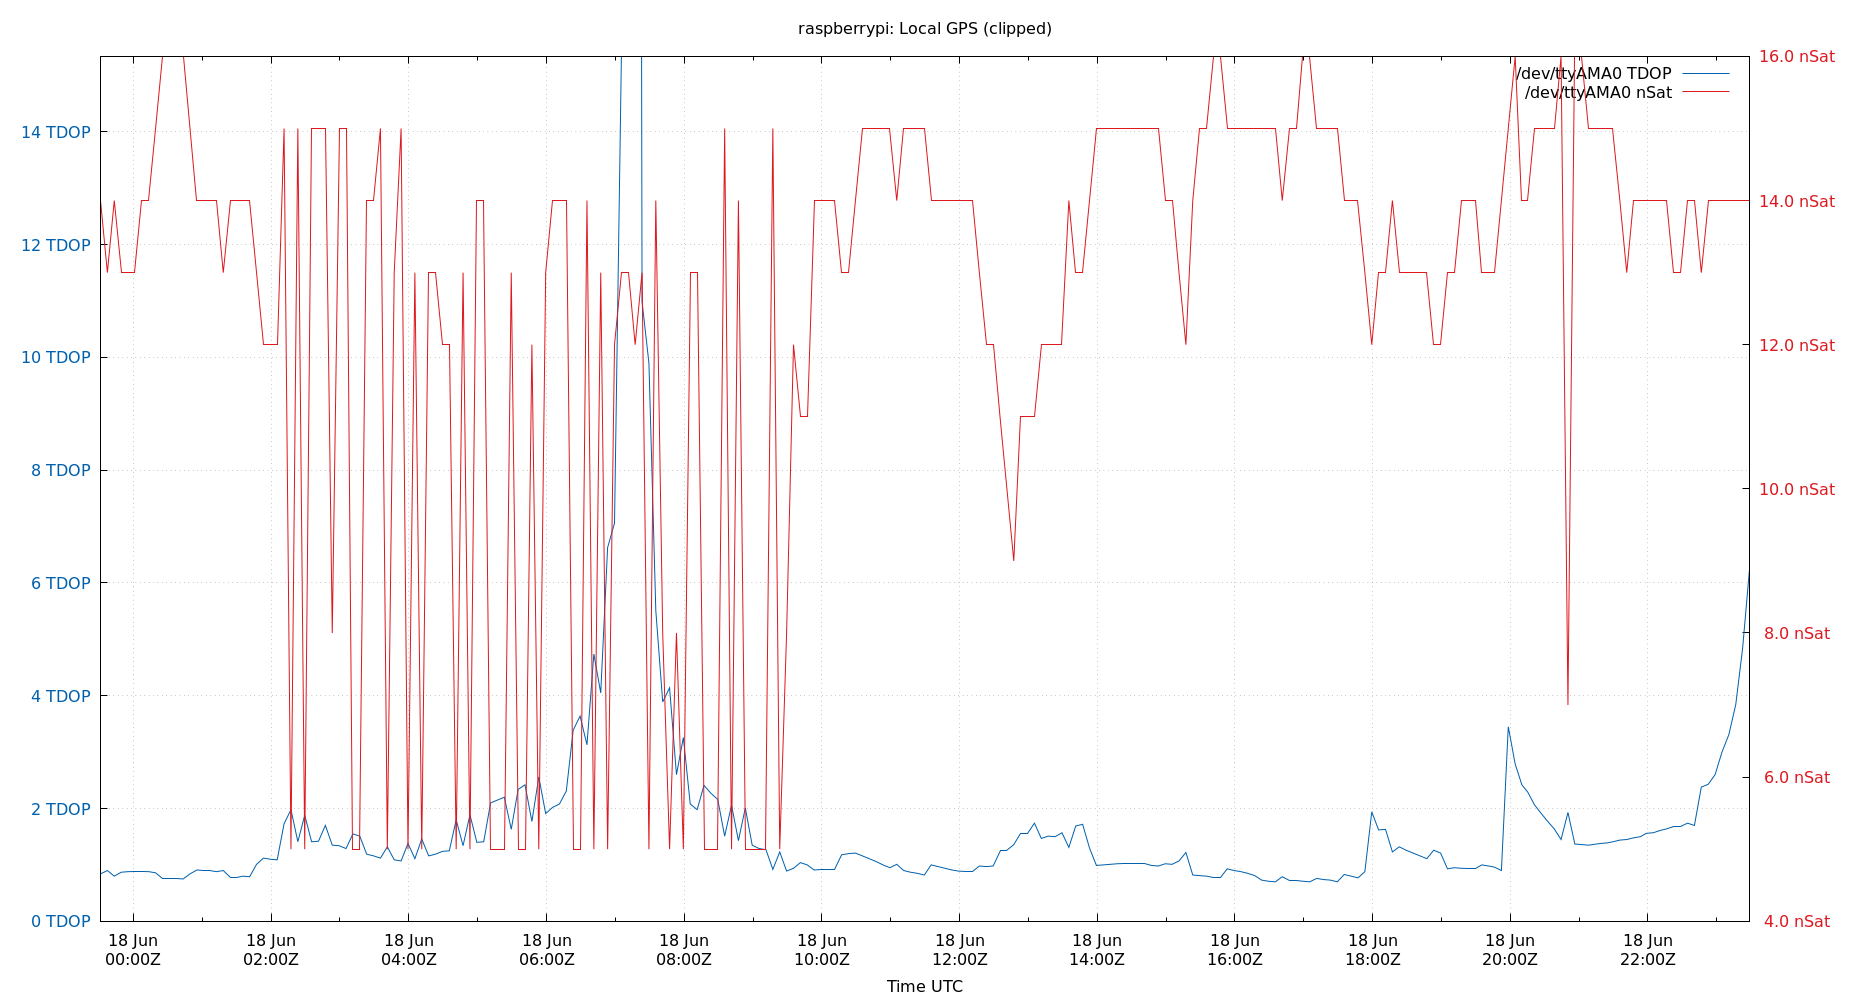 raspberrypi: Local GPS (clipped)
16.0 nSat
/dev/ttyAMA0 TDOP
/dev/ttyAMA0 nSat
14 TDOP
14.0 nSat
12 TDOP
12.0 nSat
10 TDOP
10.0 nSat
8 TDOP
8.0 nSat
6 TDOP
6.0 nSat
4 TDOP
2 TDOP
0 TDOP
4.0 nSat
18 Jun 18 Jun 18 Jun 18 Jun 18 Jun 18 Jun 18 Jun 18 Jun 18 Jun 18 Jun 18 Jun 18 Jun
00:00Z 02:00Z 04:00Z 06:00Z 08:00Z 10:00Z 12:00Z 14:00Z 16:00Z 18:00Z 20:00Z 22:00Z
Time UTC